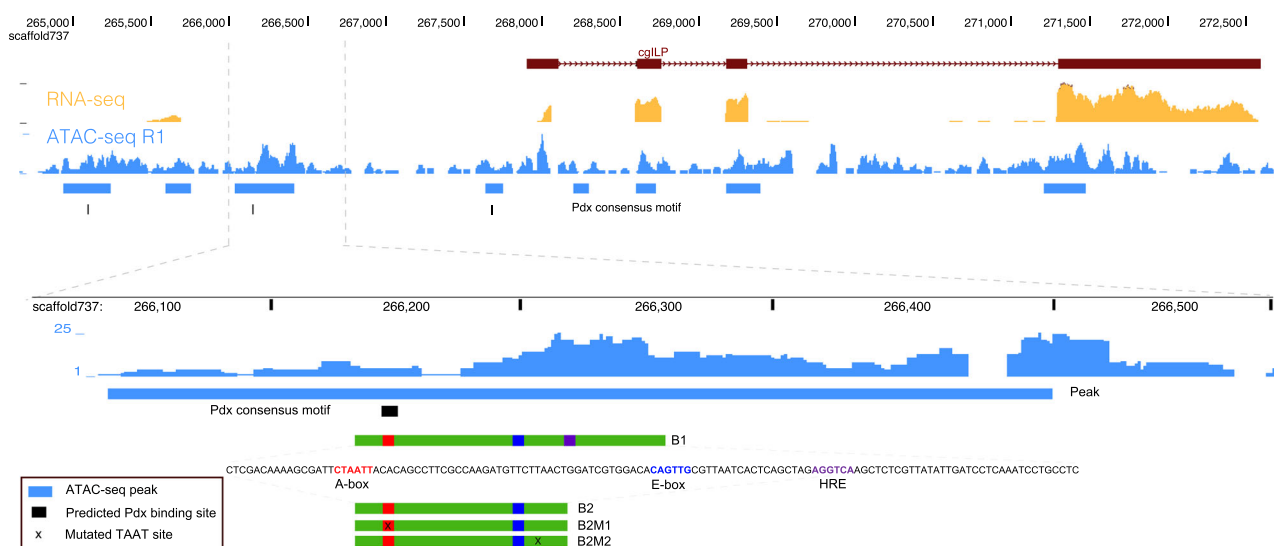 265,000 265,500 266,000 266,500 267,000 267,500 268,000 268,500 269,000 269,500 270,000 270,500 271,000 271,500 272,000 272,500
scaffold737
cgILP
RNA-seq
ATAC-seq R1
Pdx consensus motif
scaffold737: 266,100 266,200 266,300 266,400 266,500
25
1
Peak
Pdx consensus motif
B1
CTCGACAAAAGCGATTCTAATTACACAGCCTTCGCCAAGATGTTCTTAACTGGATCGTGGACACAGTTGCGTTAATCACTCAGCTAGAGGTCAAGCTCTCGTTATATTGATCCTCAAATCCTGCCTC
A-box E-box HRE
ATAC-seq peak
Predicted Pdx binding site
x Mutated TAAT site
B2
x B2M1
x B2M2